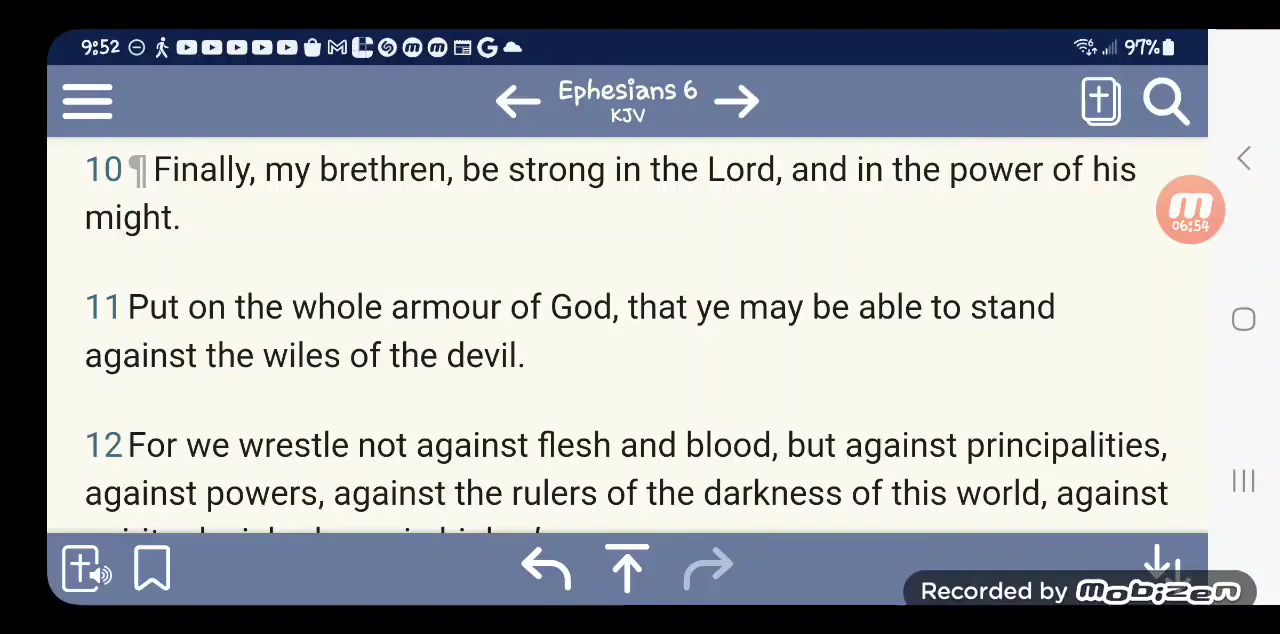 9:52
97%
Ephesians 6
KJV
10 ¶ Finally, my brethren, be strong in the Lord, and in the power of his
might.
06:54
11 Put on the whole armour of God, that ye may be able to stand
against the wiles of the devil.
12 For we wrestle not against flesh and blood, but against principalities,
against powers, against the rulers of the darkness of this world, against
Recorded by Mobizen